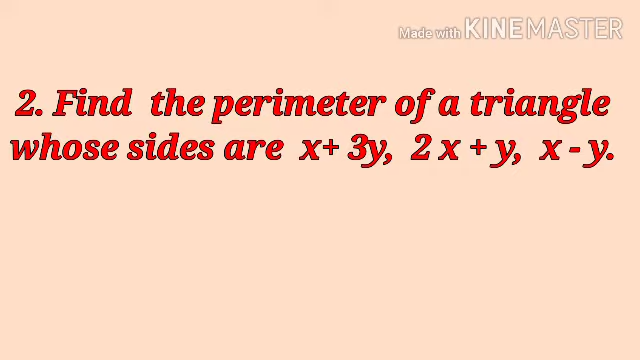 Made with KINEMASTER
2. Find the perimeter of a triangle
whose sides are x+ 3y, 2 x + y, x - y.